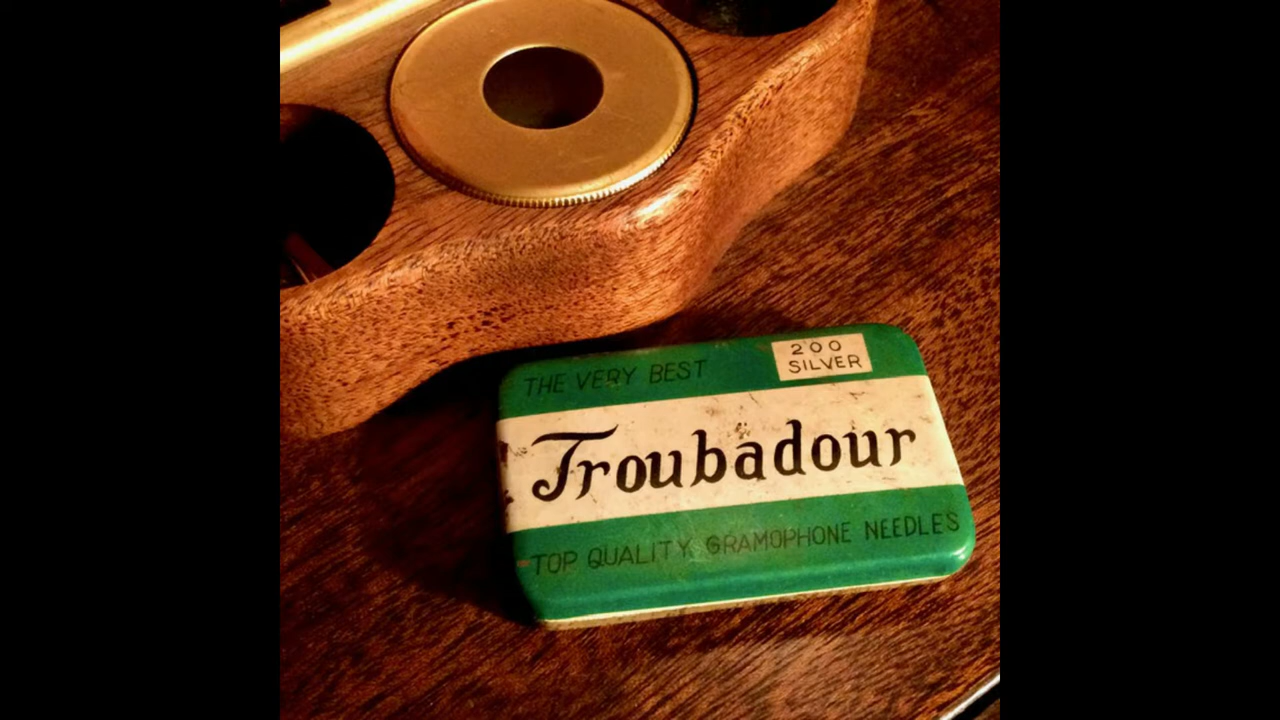 THE VERY BEST
200
SILVER
Troubadour
TOP QUALITY GRAMOPHONE NEEDLES